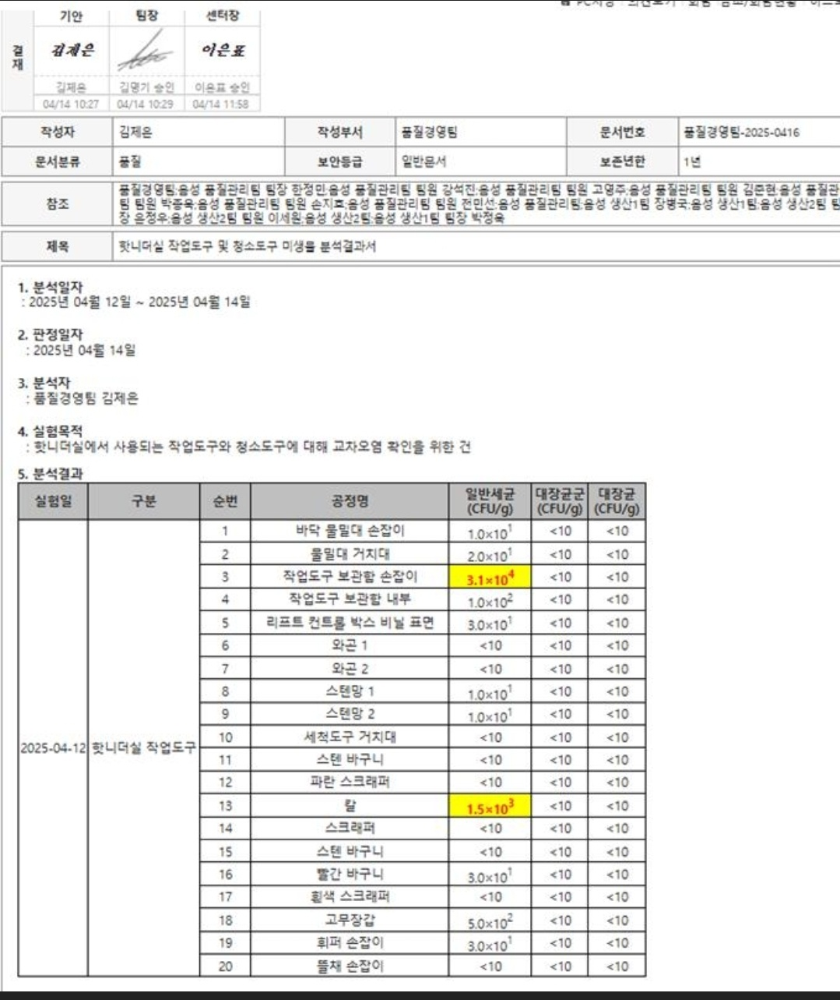 기안 팀장 센터장
결재
김제은 이은표
김제은 김명기 승인 이은표 승인
04/14 10:27 04/14 10:29 04/14 11:58
작성자 김제은 작성부서 품질경영팀 문서번호 품질경영팀-2025-0416
문서분류 품질 보안등급 일반문서 보존년한 1년
품질경영팀;음성 품질관리팀 팀장 한정민;음성 품질관리팀 팀원 강석진;음성 품질관리팀 팀원 고영주;음성 품질관리팀 팀원 김준현;음성 품질관
참조 팀 팀원 박종욱;음성 품질관리팀 팀원 손지호;음성 품질관리팀 팀원 전민선;음성 품질관리팀;음성 생산1팀 장병국;음성 생산1팀;음성 생산2팀 팀
장 윤정우;음성 생산2팀 팀원 이세원;음성 생산2팀;음성 생산1팀 팀장 박정욱
제목 핫니더실 작업도구 및 청소도구 미생물 분석결과서
1. 분석일자
: 2025년 04월 12일 ~ 2025년 04월 14일
2. 판정일자
: 2025년 04월 14일
3. 분석자
: 품질경영팀 김제은
4. 실험목적
: 핫니더실에서 사용되는 작업도구와 청소도구에 대해 교차오염 확인을 위한 건
5. 분석결과
실험일 구분 순번 공정명 일반세균 (CFU/g) 대장균군 (CFU/g) 대장균 (CFU/g)
1 바닥 물밀대 손잡이 1.0×10¹ <10 <10
2 물밀대 거치대 2.0×10¹ <10 <10
3 작업도구 보관함 손잡이 3.1×10⁴ <10 <10
4 작업도구 보관함 내부 1.0×10² <10 <10
5 리프트 컨트롤 박스 비닐 표면 3.0×10¹ <10 <10
6 와곤 1 <10 <10 <10
7 와곤 2 <10 <10 <10
8 스텐망 1 1.0×10¹ <10 <10
9 스텐망 2 1.0×10¹ <10 <10
10 세척도구 거치대 <10 <10 <10
2025-04-12 핫니더실 작업도구
11 스텐 바구니 <10 <10 <10
12 파란 스크래퍼 <10 <10 <10
13 칼 1.5×10³ <10 <10
14 스크래퍼 <10 <10 <10
15 스텐 바구니 <10 <10 <10
16 빨간 바구니 3.0×10¹ <10 <10
17 흰색 스크래퍼 <10 <10 <10
18 고무장갑 5.0×10² <10 <10
19 휘퍼 손잡이 3.0×10¹ <10 <10
20 뜰채 손잡이 <10 <10 <10